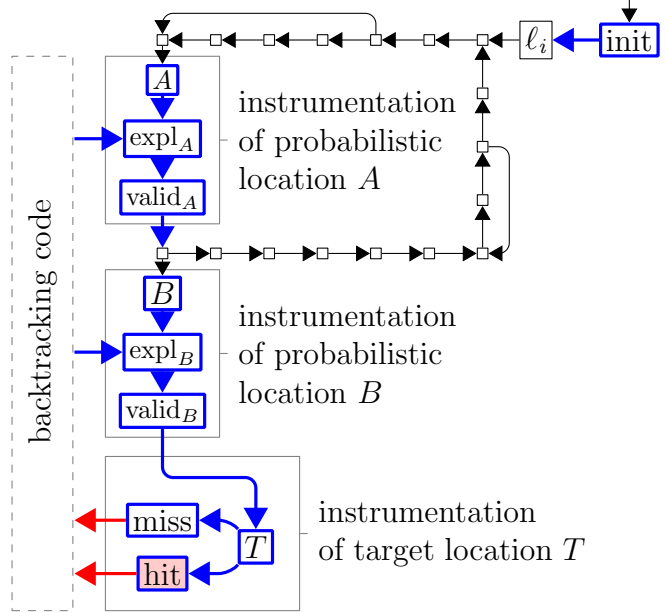 ℓᵢ
init
A
instrumentation
of probabilistic
location A
expl_A
valid_A
backtracking code
B
instrumentation
of probabilistic
location B
expl_B
valid_B
miss
T
hit
instrumentation
of target location T